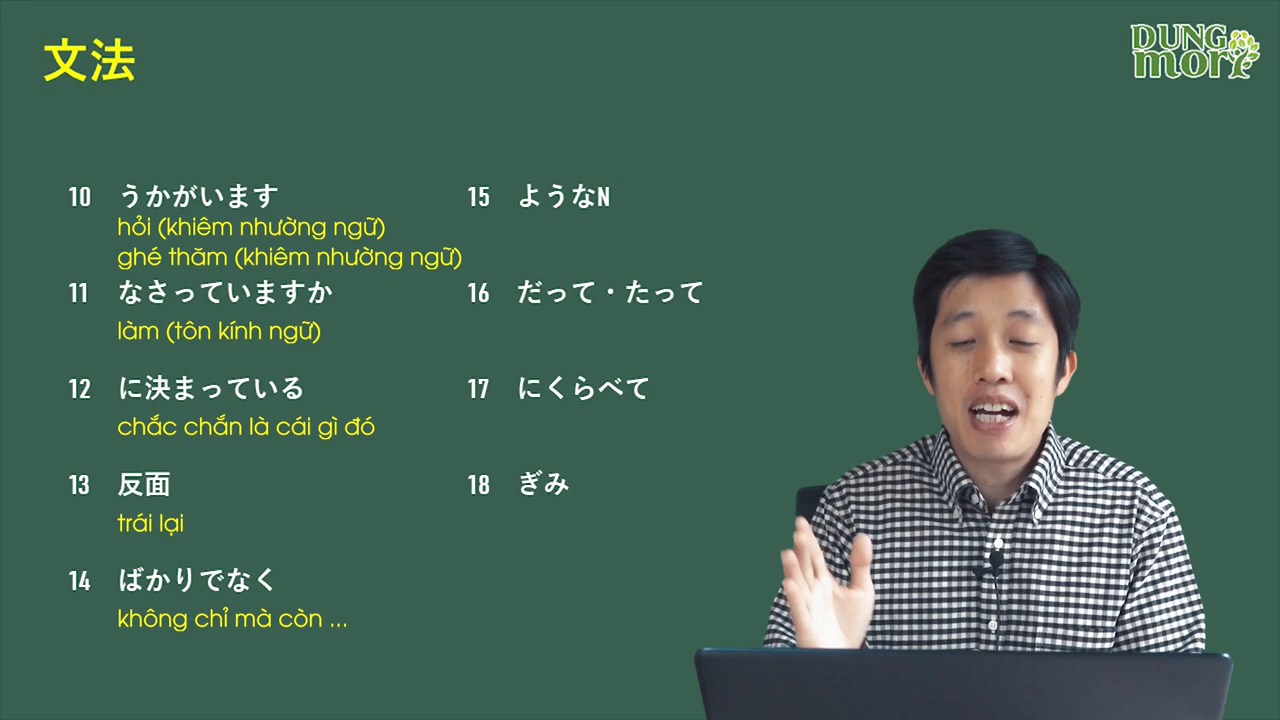 文法
DUNG
mori
10 うかがいます
hỏi (khiêm nhường ngữ)
ghé thăm (khiêm nhường ngữ)
11 なさっていますか
làm (tôn kính ngữ)
12 に決まっている
chắc chắn là cái gì đó
13 反面
trái lại
14 ばかりでなく
không chỉ mà còn ...
15 ようなN
16 だって・たって
17 にくらべて
18 ぎみ